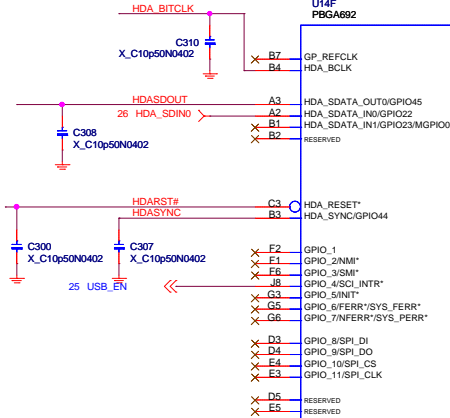 U14F
PBGA692
HDA_BITCLK
C310
X_C10p50N0402
B7 GP_REFCLK
B4 HDA_BCLK
HDASDOUT A3 HDA_SDATA_OUT0/GPIO45
26 HDA_SDIN0 A2 HDA_SDATA_IN0/GPIO22
B1 HDA_SDATA_IN1/GPIO23/MGPIO0
B2 RESERVED
C308
X_C10p50N0402
HDARST# C3 HDA_RESET*
HDASYNC B3 HDA_SYNC/GPIO44
C300 C307
X_C10p50N0402 X_C10p50N0402
F2 GPIO_1
F1 GPIO_2/NMI*
F6 GPIO_3/SMI*
25 USB_EN J8 GPIO_4/SCI_INTR*
G3 GPIO_5/INIT*
G5 GPIO_6/FERR*/SYS_FERR*
G6 GPIO_7/NFERR*/SYS_PERR*
D3 GPIO_8/SPI_DI
D4 GPIO_9/SPI_DO
E4 GPIO_10/SPI_CS
E3 GPIO_11/SPI_CLK
D5 RESERVED
E5 RESERVED